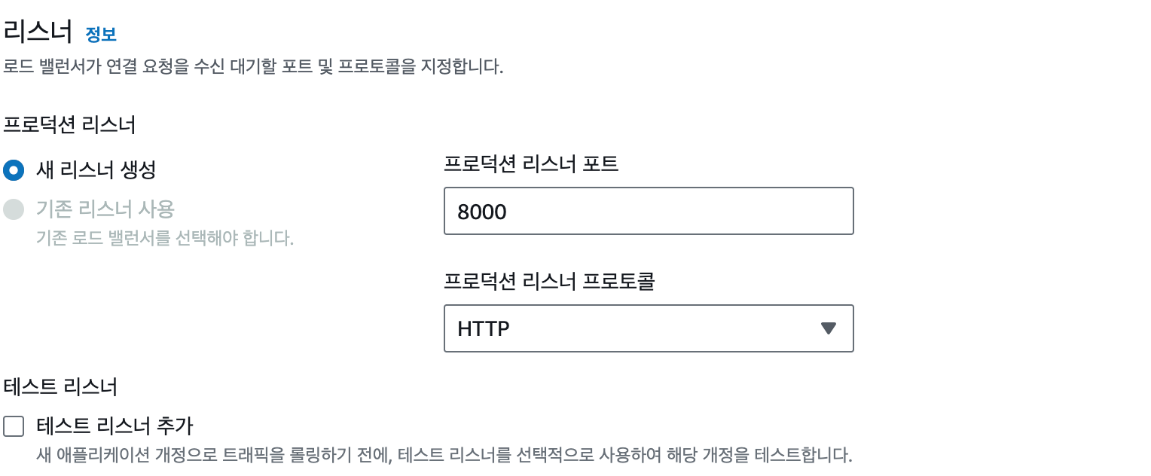 리스너 정보
로드 밸런서가 연결 요청을 수신 대기할 포트 및 프로토콜을 지정합니다.
프로덕션 리스너
새 리스너 생성
기존 리스너 사용
기존 로드 밸런서를 선택해야 합니다.
프로덕션 리스너 포트
8000
프로덕션 리스너 프로토콜
HTTP
테스트 리스너
테스트 리스너 추가
새 애플리케이션 개정으로 트래픽을 롤링하기 전에, 테스트 리스너를 선택적으로 사용하여 해당 개정을 테스트합니다.